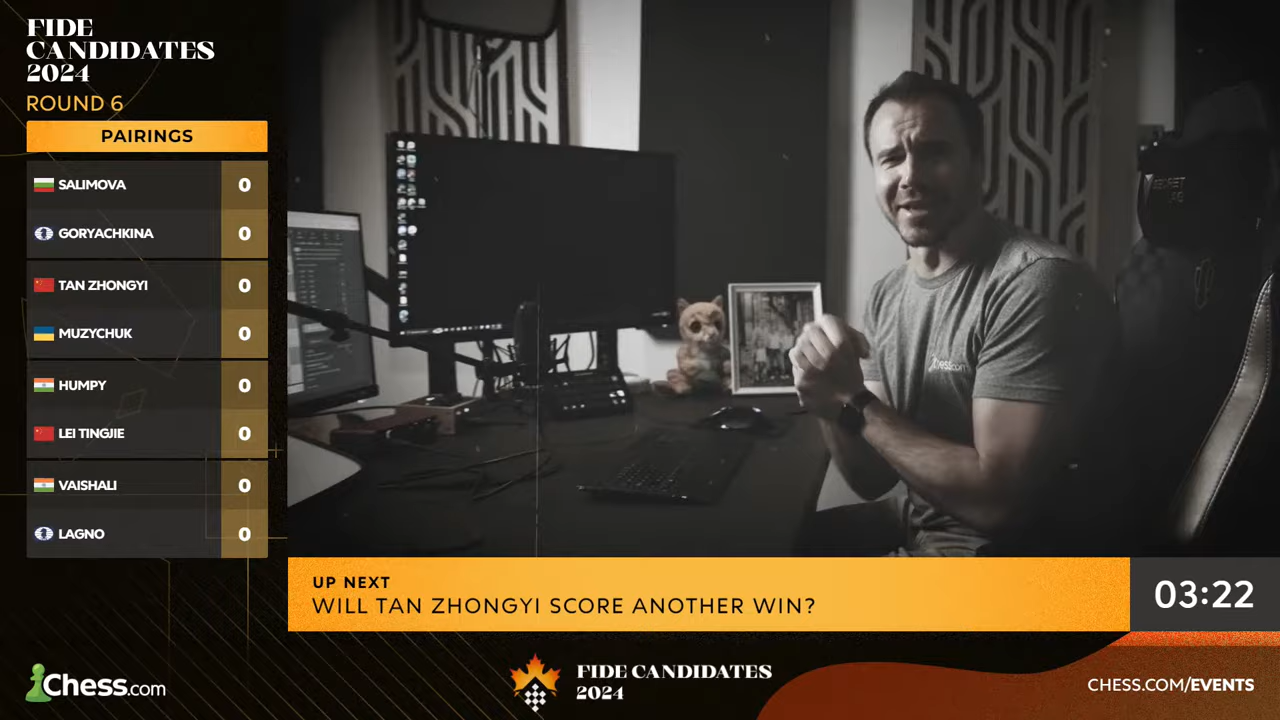 FIDE
CANDIDATES
2024
ROUND 6
PAIRINGS
SALIMOVA 0
GORYACHKINA 0
TAN ZHONGYI 0
MUZYCHUK 0
HUMPY 0
LEI TINGJIE 0
VAISHALI 0
LAGNO 0
Chess.com
UP NEXT
WILL TAN ZHONGYI SCORE ANOTHER WIN?
03:22
Chess.com
FIDE CANDIDATES
2024
CHESS.COM/EVENTS